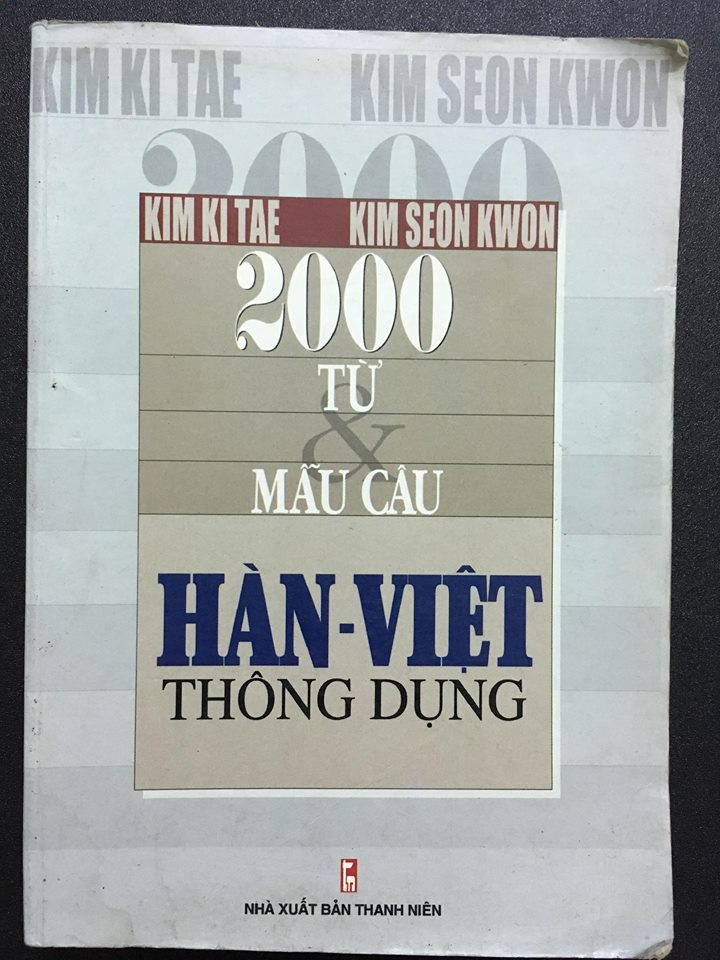 KIM KI TAE KIM SEON KWON
2000
KIM KI TAE KIM SEON KWON
2000
TỪ
&
MẪU CÂU
HÀN-VIỆT
THÔNG DỤNG
NHÀ XUẤT BẢN THANH NIÊN